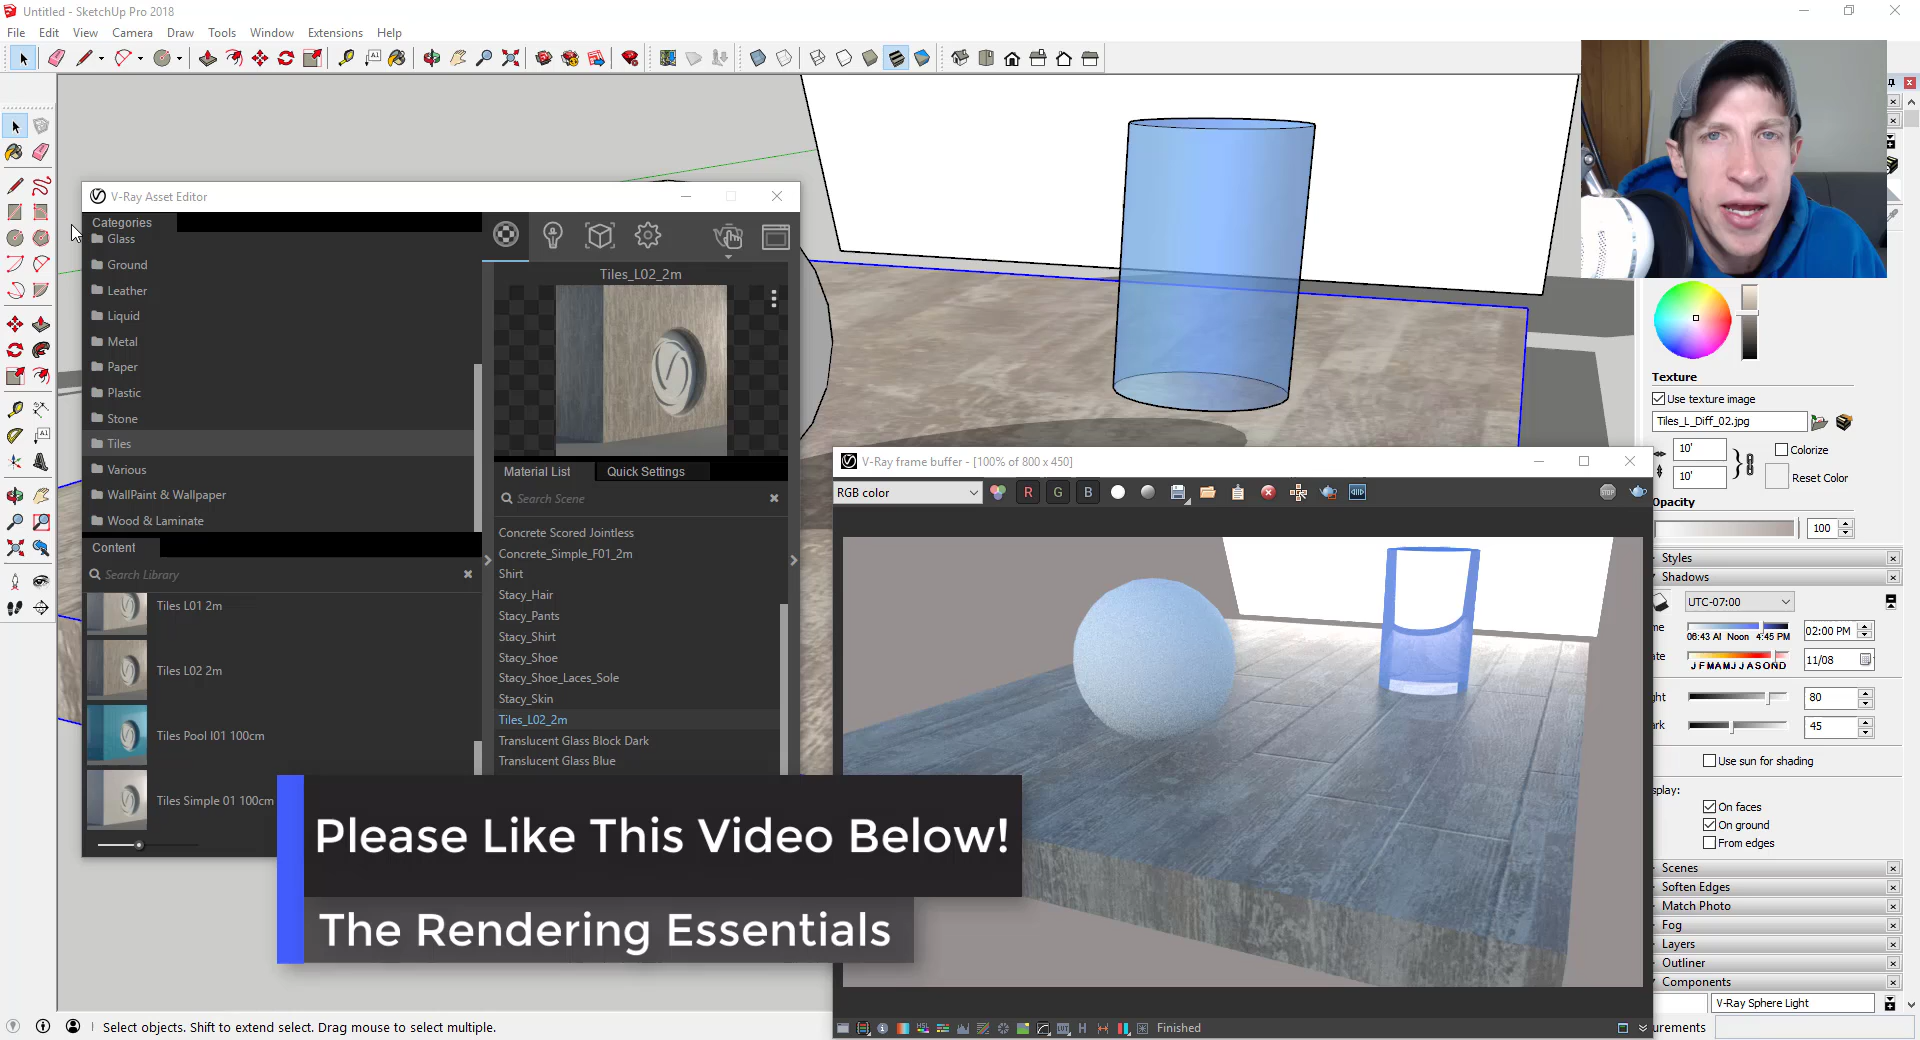 Untitled - SketchUp Pro 2018
File Edit View Camera Draw Tools Window Extensions Help
V-Ray Asset Editor
Categories
Glass
Ground
Leather
Liquid
Metal
Paper
Plastic
Stone
Tiles
Various
WallPaint & Wallpaper
Wood & Laminate
Content
Search Library
Tiles L01 2m
Tiles L02 2m
Tiles Pool I01 100cm
Tiles Simple 01 100cm
Tiles_L02_2m
Material List Quick Settings
Search Scene
Concrete Scored Jointless
Concrete_Simple_F01_2m
Shirt
Stacy_Hair
Stacy_Pants
Stacy_Shirt
Stacy_Shoe
Stacy_Shoe_Laces_Sole
Stacy_Skin
Tiles_L02_2m
Translucent Glass Block Dark
Translucent Glass Blue
Please Like This Video Below!
The Rendering Essentials
V-Ray frame buffer - [100% of 800 x 450]
RGB color R G B
STOP
Finished
Texture
Use texture image
Tiles_L_Diff_02.jpg
10' Colorize
10' Reset Color
Opacity
100
Styles
Shadows
UTC-07:00
me 06:43 AI Noon 4:45 PM 02:00 PM
ate J F M A M J J A S O N D 11/08
ght 80
ark 45
Use sun for shading
splay:
On faces
On ground
From edges
Scenes
Soften Edges
Match Photo
Fog
Layers
Outliner
Components
V-Ray Sphere Light
urements
Select objects. Shift to extend select. Drag mouse to select multiple.